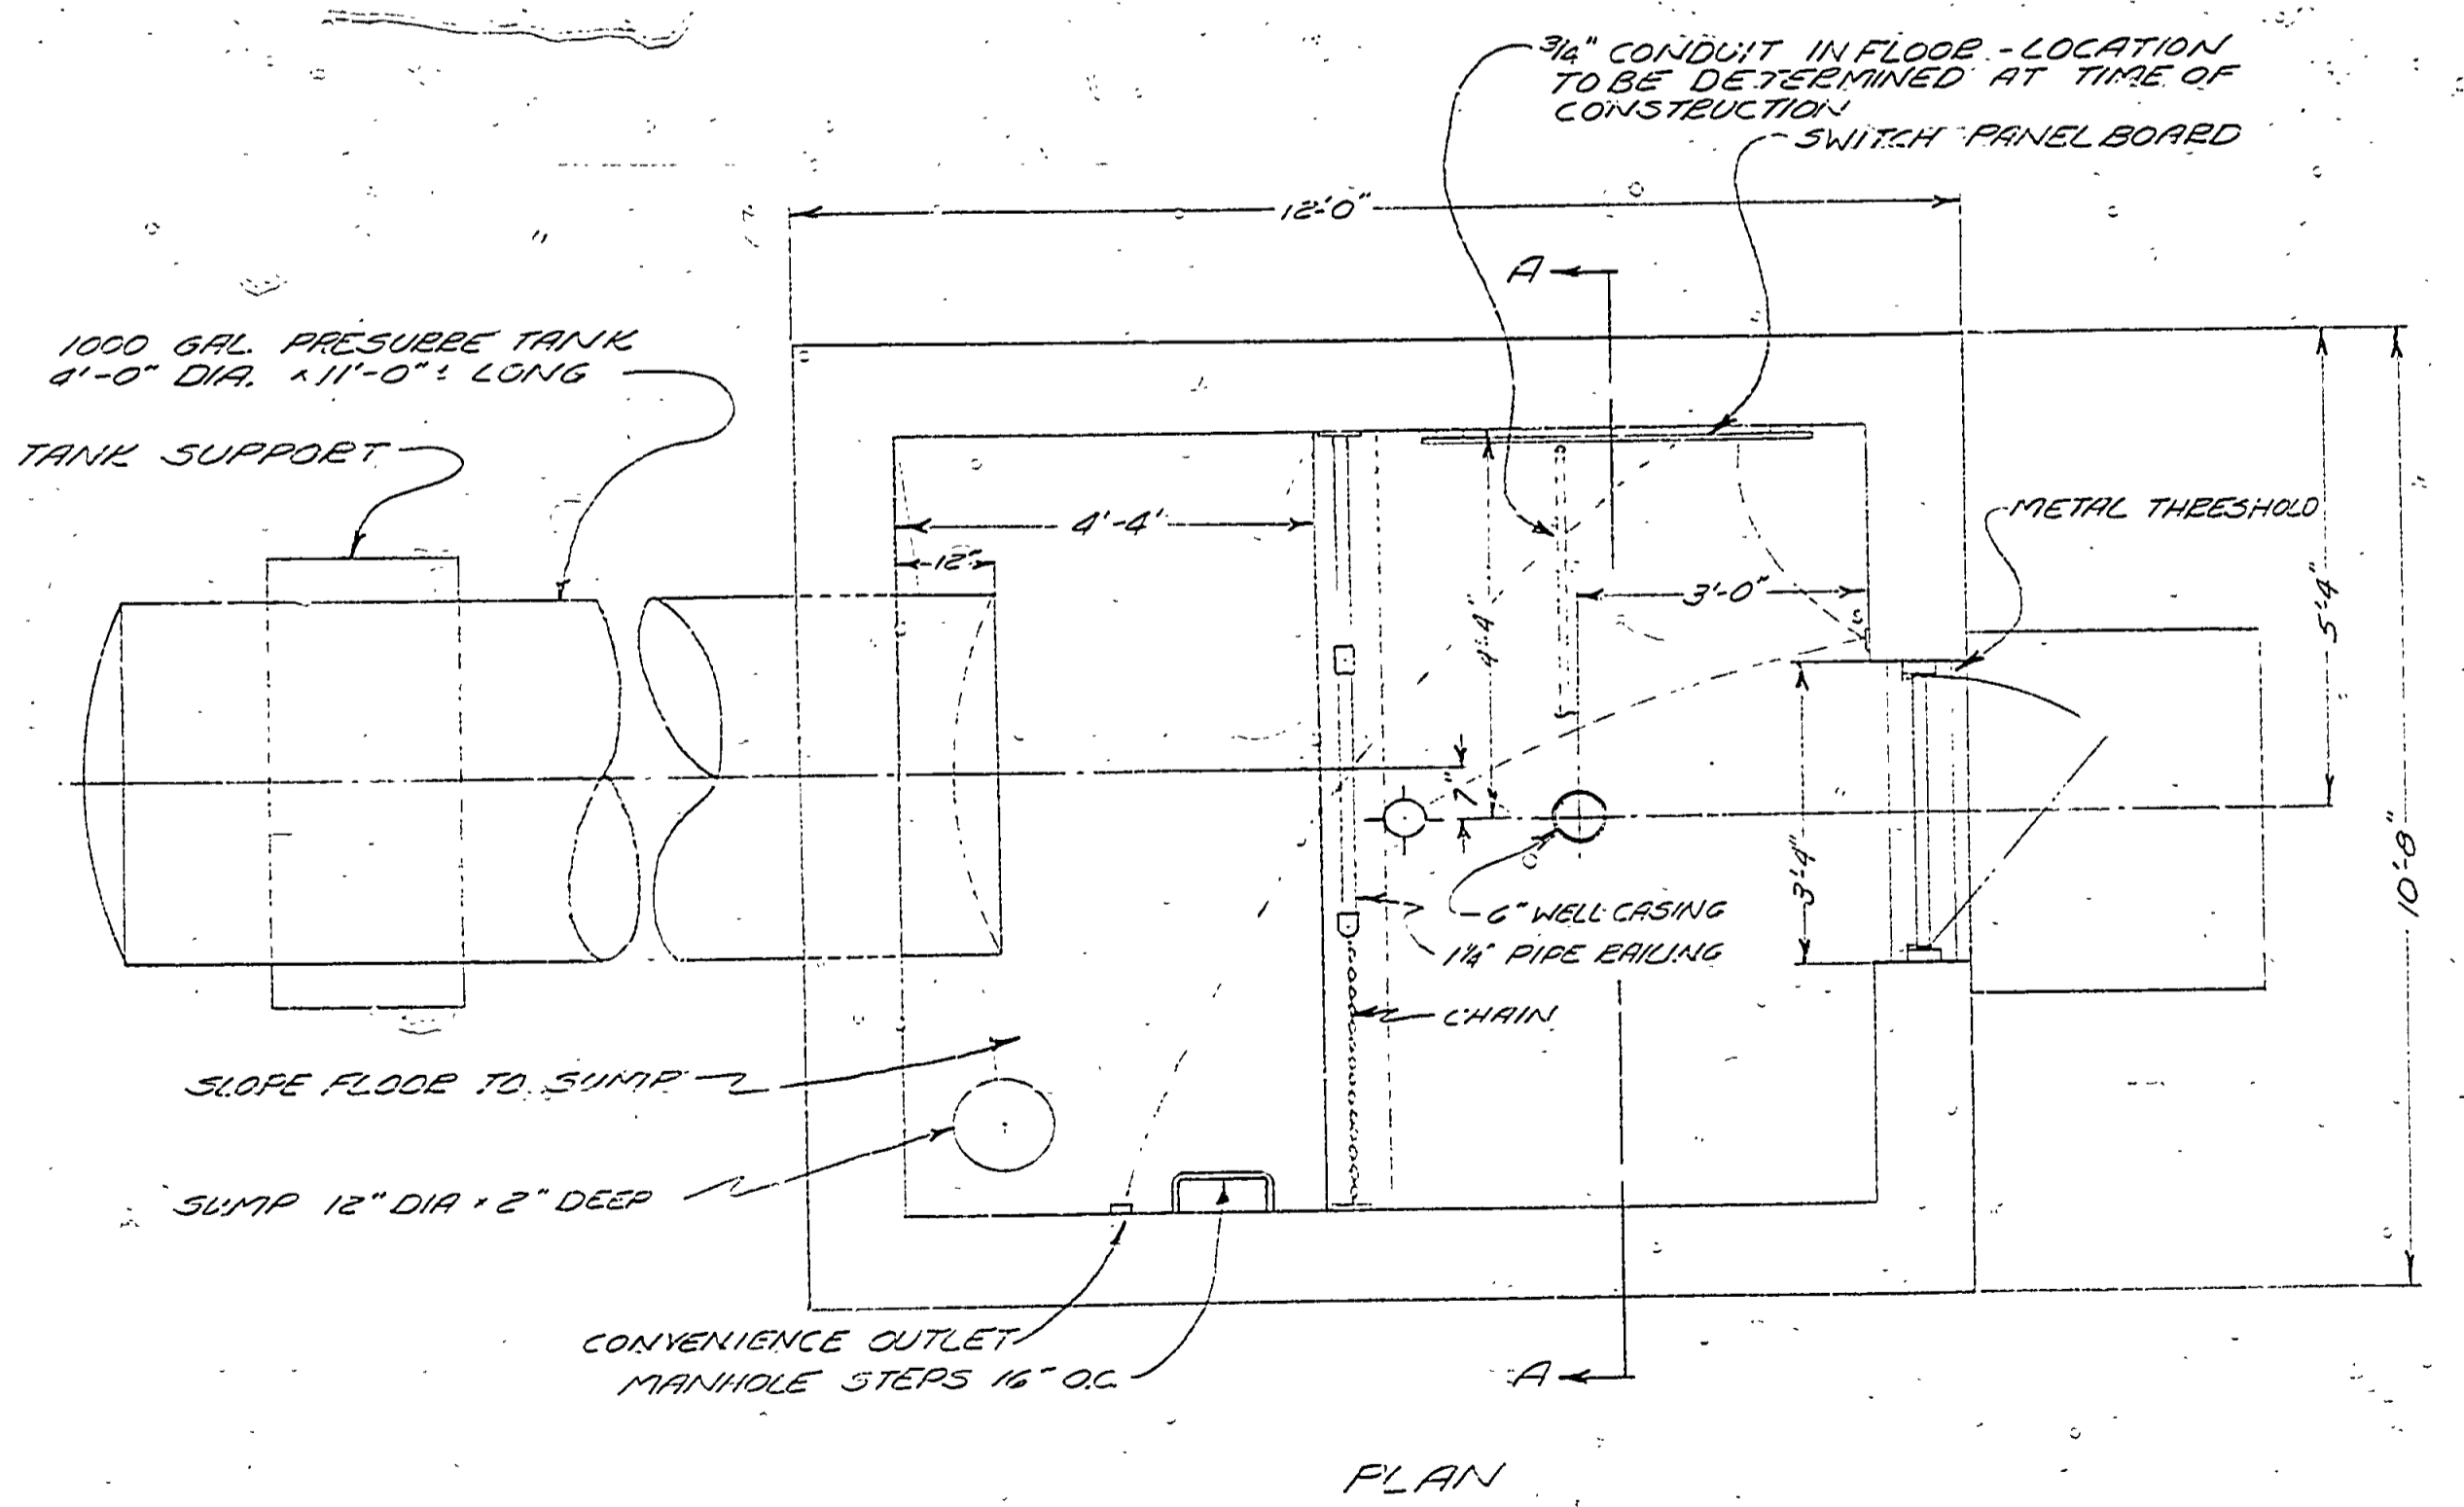 3/4" CONDUIT IN FLOOR - LOCATION
TO BE DETERMINED AT TIME OF
CONSTRUCTION
SWITCH PANEL BOARD
12'-0"
A
1000 GAL. PRESURRE TANK
4'-0" DIA. x 11'-0" ± LONG
TANK SUPPORT
METAL THRESHOLD
4'-4"
12"
3'-0"
4'-4"
5'-4"
S
7"
3'-4"
10'-8"
6" WELL CASING
1 1/4" PIPE RAILING
CHAIN
SLOPE FLOOR TO SUMP
SUMP 12" DIA x 2" DEEP
CONVENIENCE OUTLET
MANHOLE STEPS 16" O.C.
A
PLAN